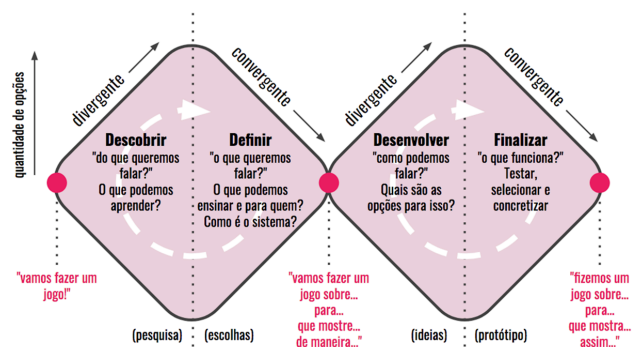 quantidade de opções
divergente
convergente
divergente
convergente
Descobrir
"do que queremos
falar?"
O que podemos
aprender?
Definir
"o que queremos
falar?"
O que podemos
ensinar e para quem?
Como é o sistema?
Desenvolver
"como podemos
falar?"
Quais são as
opções para isso?
Finalizar
"o que funciona?"
Testar,
selecionar e
concretizar
"vamos fazer um
jogo!"
"vamos fazer um
jogo sobre...
para...
que mostre...
de maneira..."
"fizemos um
jogo sobre...
para...
que mostra...
assim..."
(pesquisa)
(escolhas)
(ideias)
(protótipo)